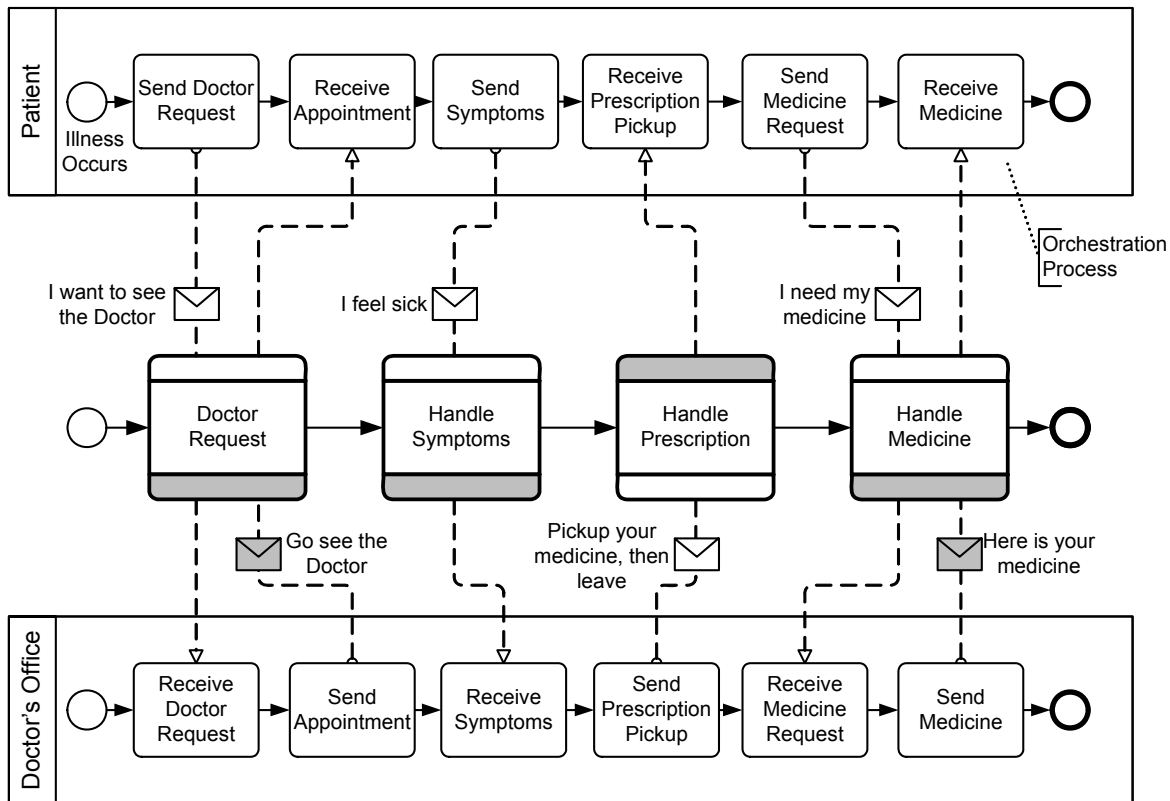 Patient
Illness
Occurs
Send Doctor
Request
Receive
Appointment
Send
Symptoms
Receive
Prescription
Pickup
Send
Medicine
Request
Receive
Medicine
Orchestration
Process
I want to see
the Doctor
I feel sick
I need my
medicine
Doctor
Request
Handle
Symptoms
Handle
Prescription
Handle
Medicine
Go see the
Doctor
Pickup your
medicine, then
leave
Here is your
medicine
Doctor's Office
Receive
Doctor
Request
Send
Appointment
Receive
Symptoms
Send
Prescription
Pickup
Receive
Medicine
Request
Send
Medicine